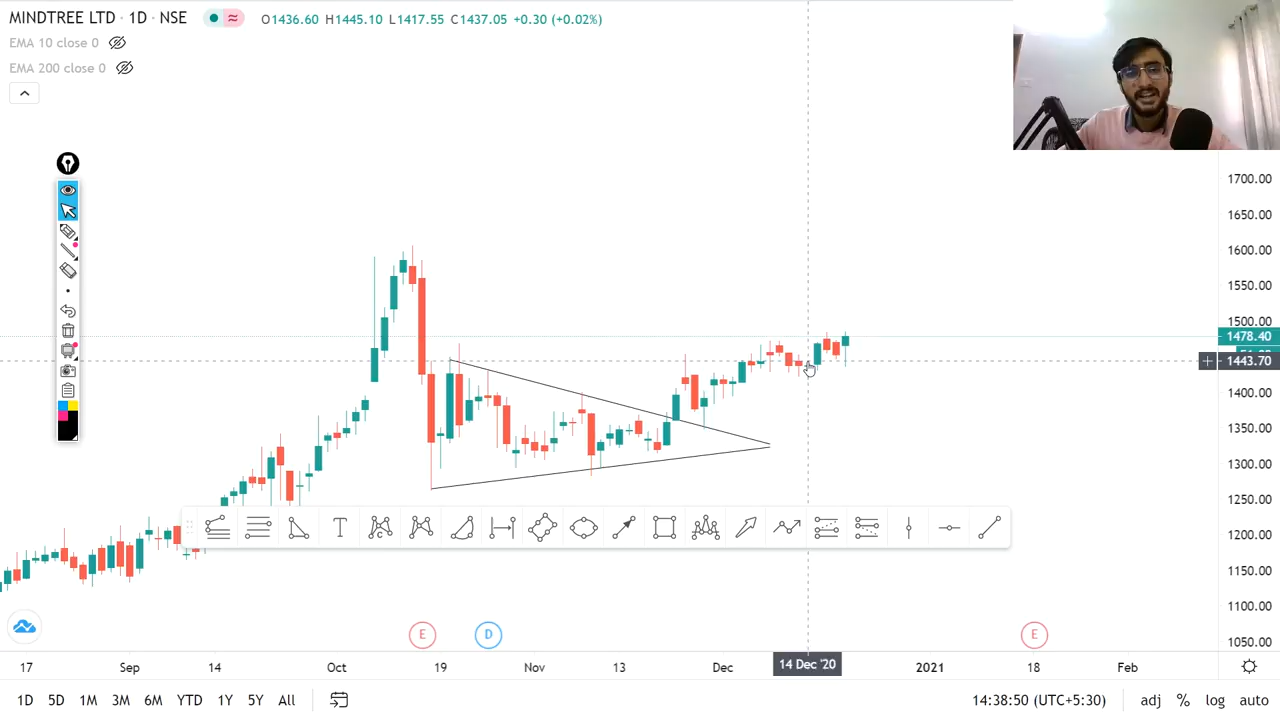 MINDTREE LTD · 1D · NSE
O1436.60 H1445.10 L1417.55 C1437.05 +0.30 (+0.02%)
EMA 10 close 0
EMA 200 close 0
1700.00
1650.00
1600.00
1550.00
1500.00
1478.40
1443.70
1400.00
1350.00
1300.00
1250.00
1200.00
1150.00
1100.00
1050.00
T
C
E
D
E
17
Sep
14
Oct
19
Nov
13
Dec
14 Dec '20
2021
18
Feb
1D 5D 1M 3M 6M YTD 1Y 5Y All
14:38:50 (UTC+5:30)
adj % log auto